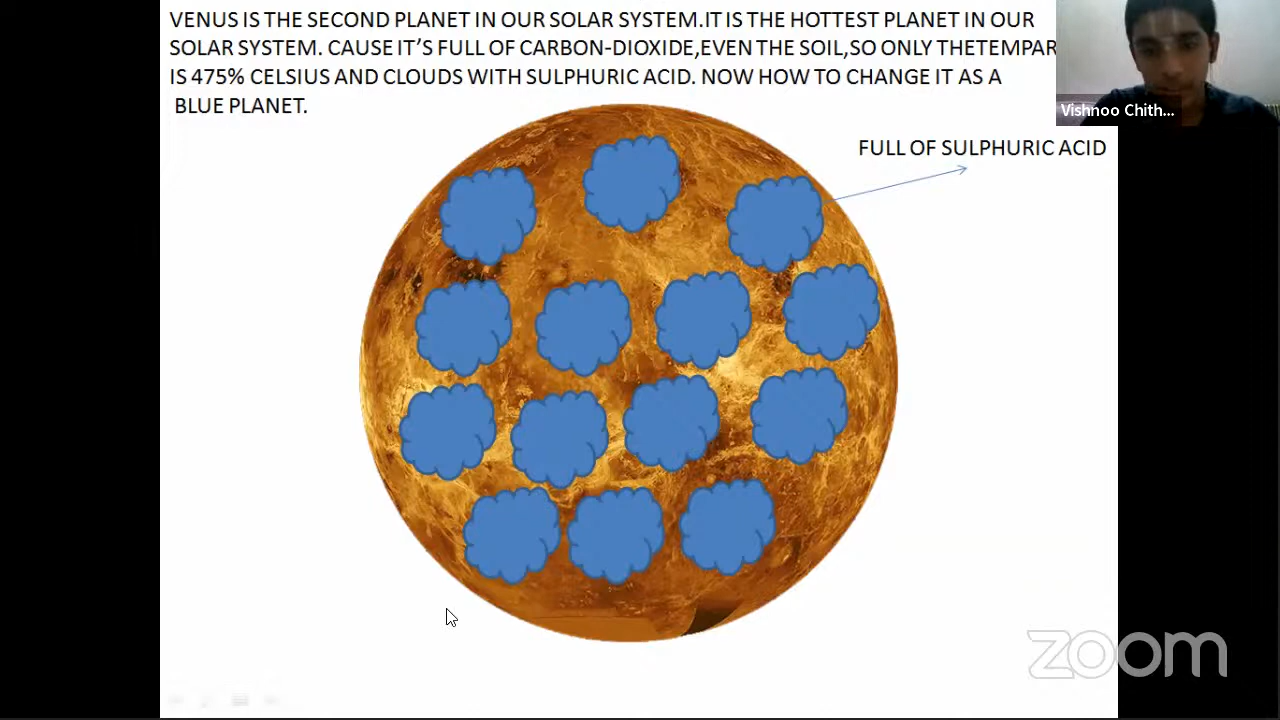 VENUS IS THE SECOND PLANET IN OUR SOLAR SYSTEM.IT IS THE HOTTEST PLANET IN OUR
SOLAR SYSTEM. CAUSE IT'S FULL OF CARBON-DIOXIDE,EVEN THE SOIL,SO ONLY THETEMPAR
IS 475% CELSIUS AND CLOUDS WITH SULPHURIC ACID. NOW HOW TO CHANGE IT AS A
BLUE PLANET.
Vishnoo Chith...
FULL OF SULPHURIC ACID
zoom